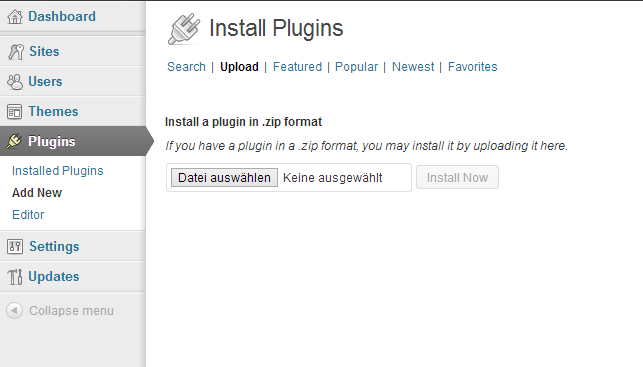 Dashboard
Sites
Users
Themes
Plugins
Installed Plugins
Add New
Editor
Settings
Updates
Collapse menu
Install Plugins
Search | Upload | Featured | Popular | Newest | Favorites
Install a plugin in .zip format
If you have a plugin in a .zip format, you may install it by uploading it here.
Datei auswählen Keine ausgewählt Install Now